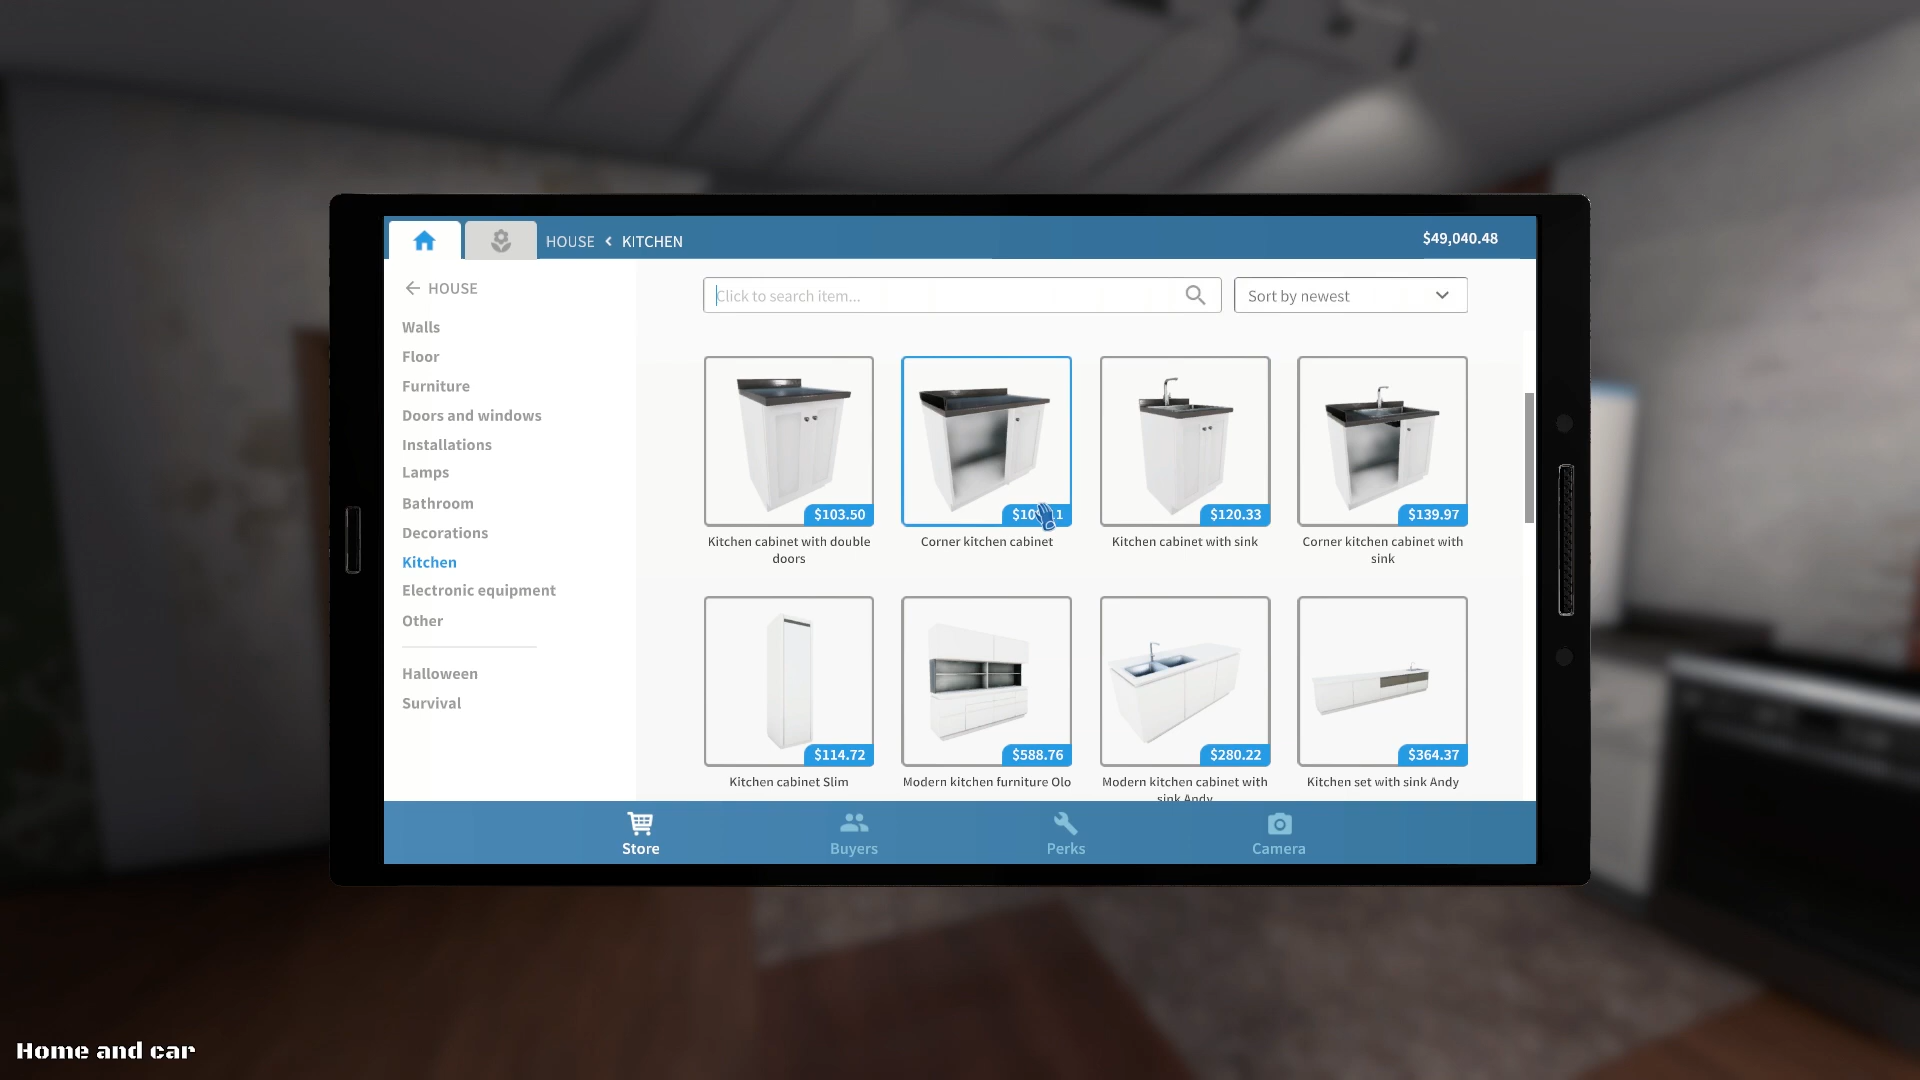 HOUSE < KITCHEN
$49,040.48
HOUSE
Click to search item...
Sort by newest
Walls
Floor
Furniture
Doors and windows
Installations
Lamps
Bathroom
Decorations
Kitchen
Electronic equipment
Other
Halloween
Survival
$103.50
$120.33
$139.97
Kitchen cabinet with double
doors
Corner kitchen cabinet
Kitchen cabinet with sink
Corner kitchen cabinet with
sink
$114.72
$588.76
$280.22
$364.37
Kitchen cabinet Slim
Modern kitchen furniture Olo
Modern kitchen cabinet with
sink Andy
Kitchen set with sink Andy
Store
Buyers
Perks
Camera
Home and car